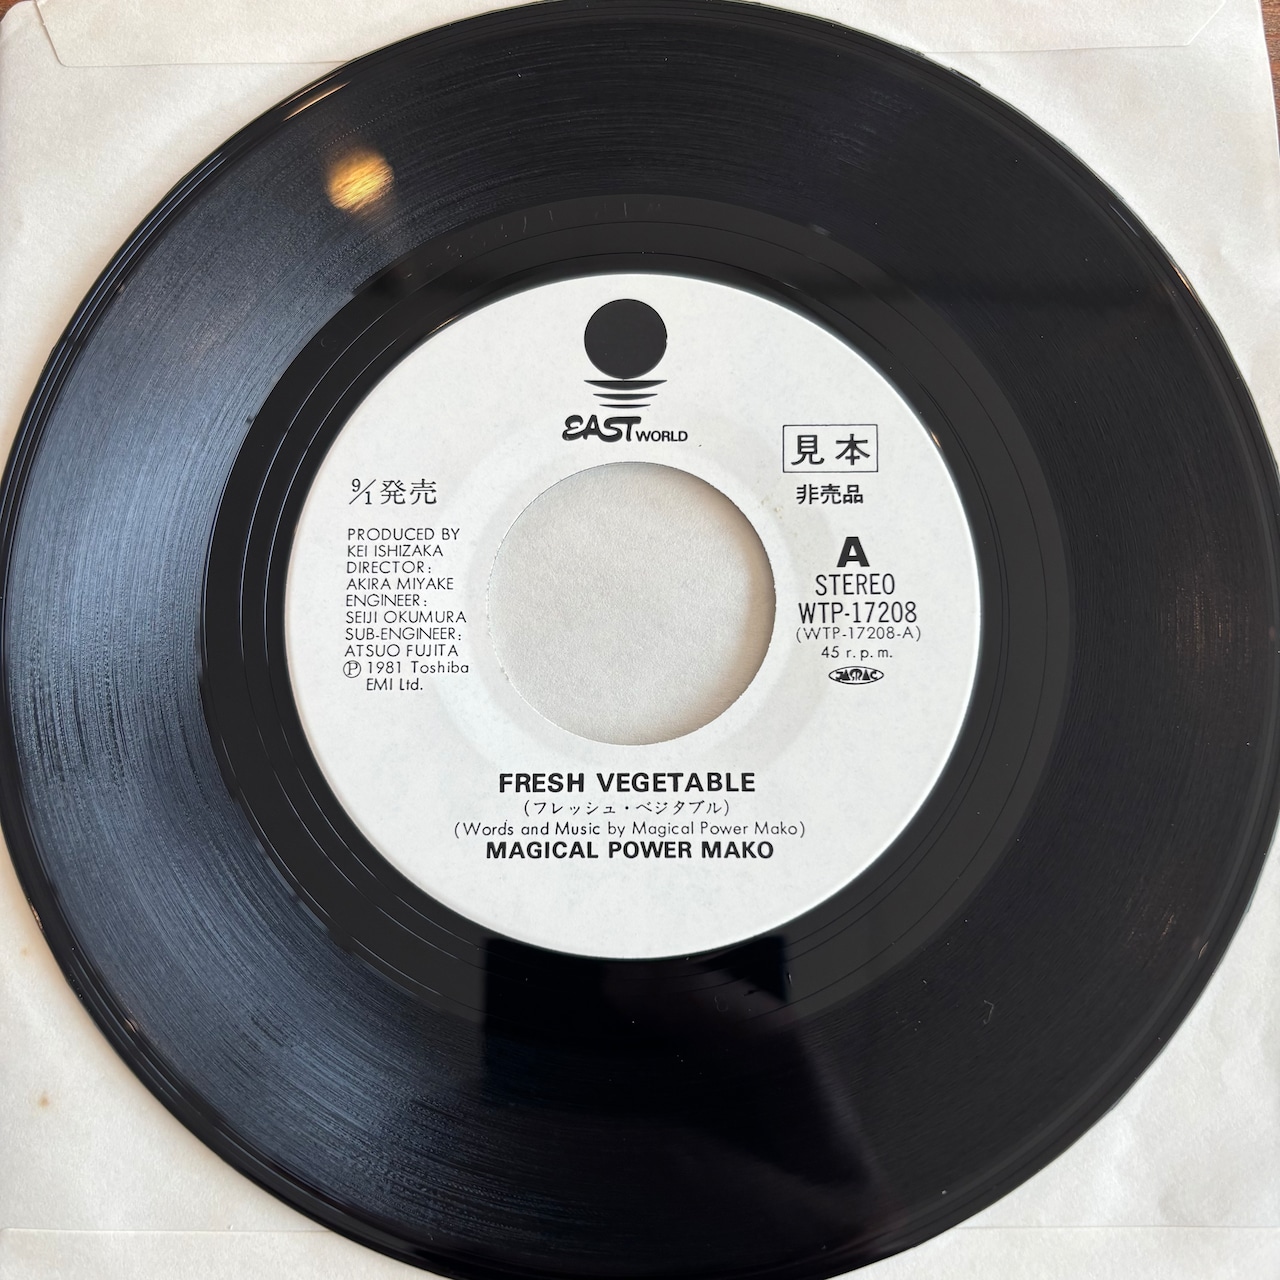 EAST WORLD
見本
非売品
9/1発売
PRODUCED BY
KEI ISHIZAKA
DIRECTOR:
AKIRA MIYAKE
ENGINEER:
SEIJI OKUMURA
SUB-ENGINEER:
ATSUO FUJITA
Ⓟ 1981 Toshiba
EMI Ltd.
A
STEREO
WTP-17208
(WTP-17208-A)
45 r.p.m.
JASRAC
FRESH VEGETABLE
(フレッシュ・ベジタブル)
(Words and Music by Magical Power Mako)
MAGICAL POWER MAKO